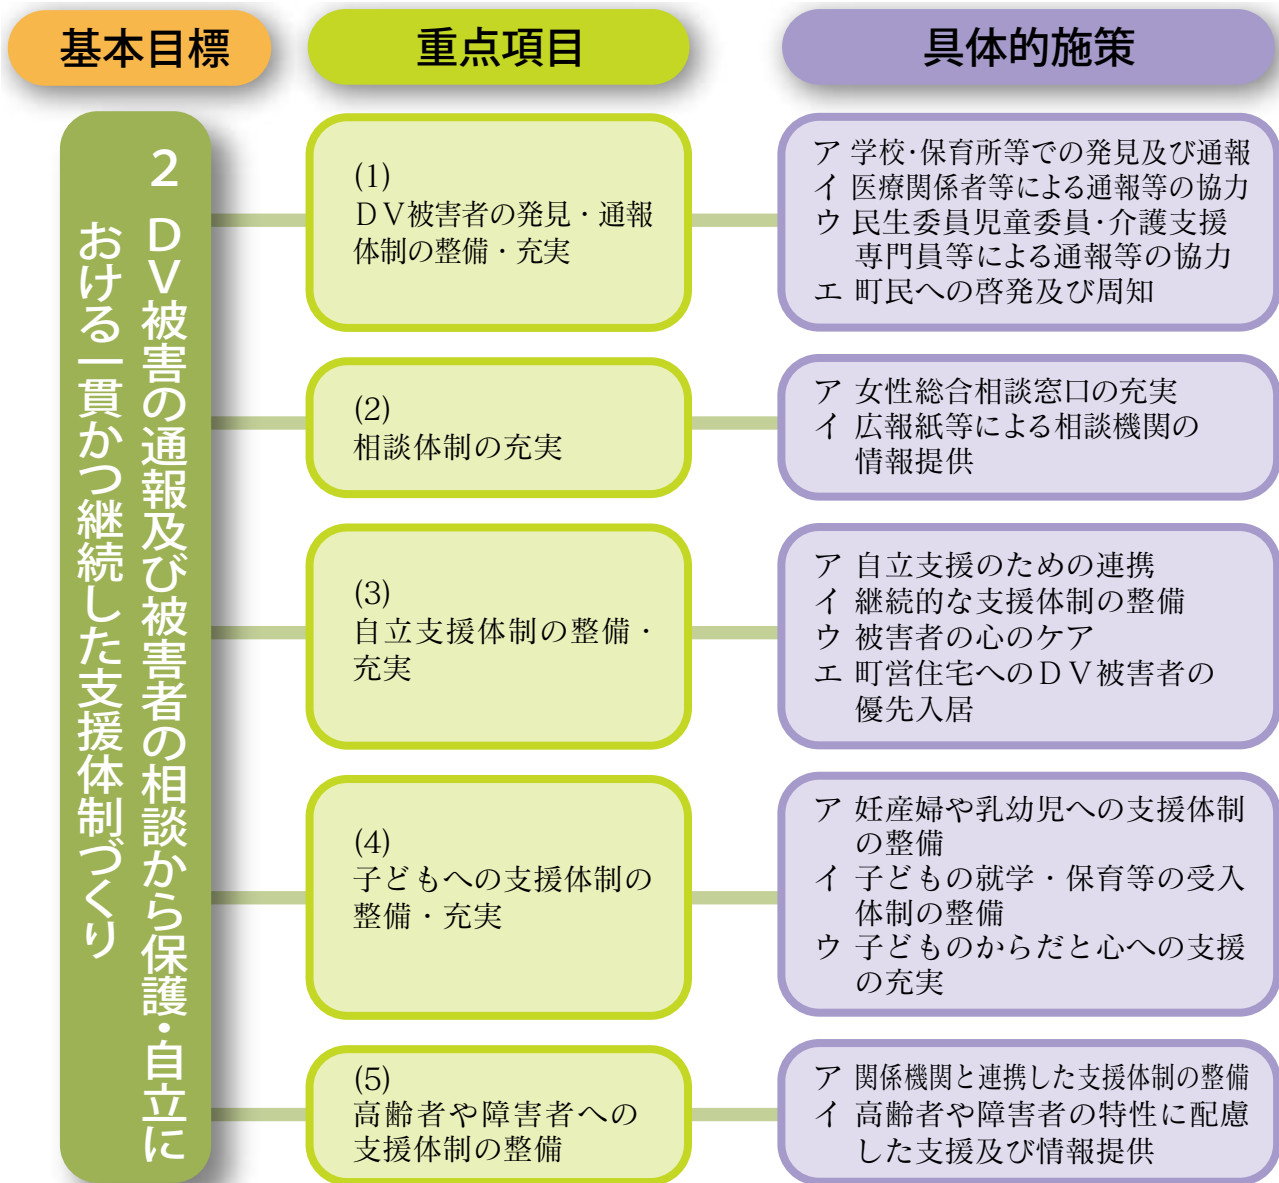 基本目標
重点項目
具体的施策
2 DV被害の通報及び被害者の相談から保護・自立に
おける一貫かつ継続した支援体制づくり
(1)
ＤＶ被害者の発見・通報
体制の整備・充実
ア 学校・保育所等での発見及び通報
イ 医療関係者等による通報等の協力
ウ 民生委員児童委員・介護支援
専門員等による通報等の協力
エ 町民への啓発及び周知
(2)
相談体制の充実
ア 女性総合相談窓口の充実
イ 広報紙等による相談機関の
情報提供
(3)
自立支援体制の整備・
充実
ア 自立支援のための連携
イ 継続的な支援体制の整備
ウ 被害者の心のケア
エ 町営住宅へのＤＶ被害者の
優先入居
(4)
子どもへの支援体制の
整備・充実
ア 妊産婦や乳幼児への支援体制
の整備
イ 子どもの就学・保育等の受入
体制の整備
ウ 子どものからだと心への支援
の充実
(5)
高齢者や障害者への
支援体制の整備
ア 関係機関と連携した支援体制の整備
イ 高齢者や障害者の特性に配慮
した支援及び情報提供